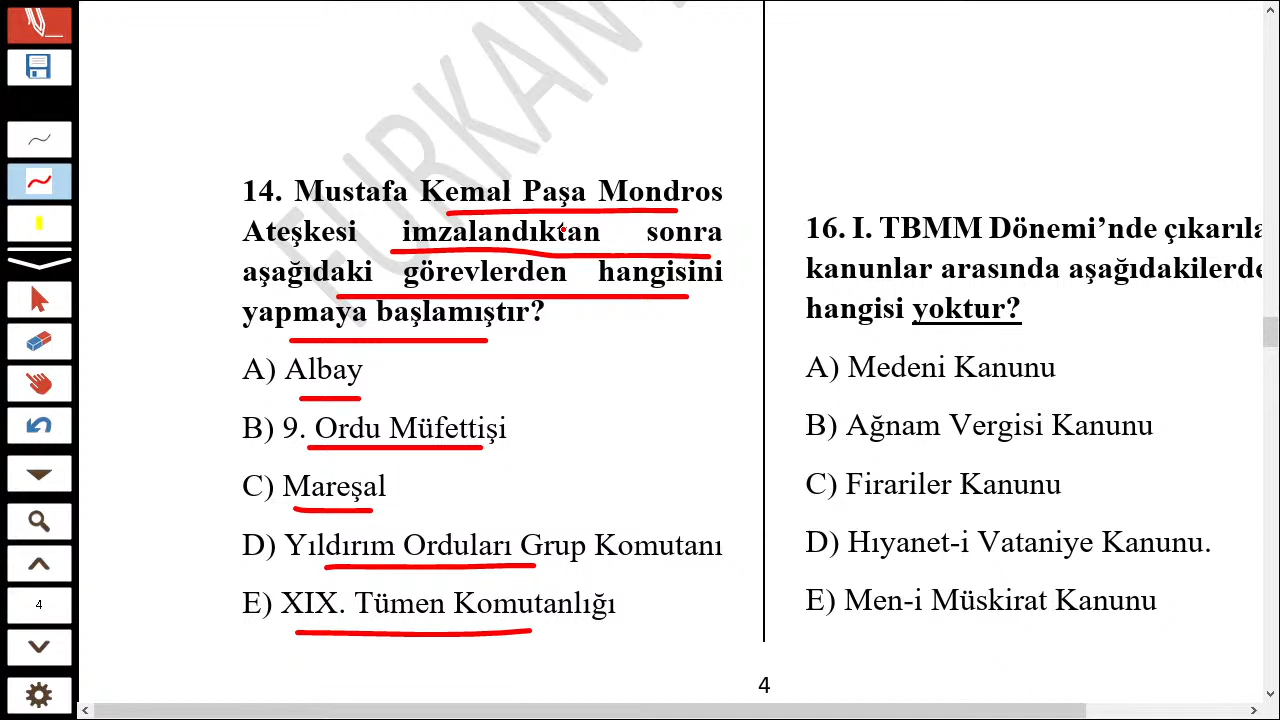 FURKAN
14. Mustafa Kemal Paşa Mondros
Ateşkesi imzalandıktan sonra
aşağıdaki görevlerden hangisini
yapmaya başlamıştır?
A) Albay
B) 9. Ordu Müfettişi
C) Mareşal
D) Yıldırım Orduları Grup Komutanı
E) XIX. Tümen Komutanlığı
16. I. TBMM Dönemi’nde
kanunlar arasında
hangisi yoktur?
A) Medeni Kanunu
B) Ağnam Vergisi Kanunu
C) Firariler Kanunu
D) Hıyanet-i Vataniye Kanunu.
E) Men-i Müskirat Kanunu
4
4